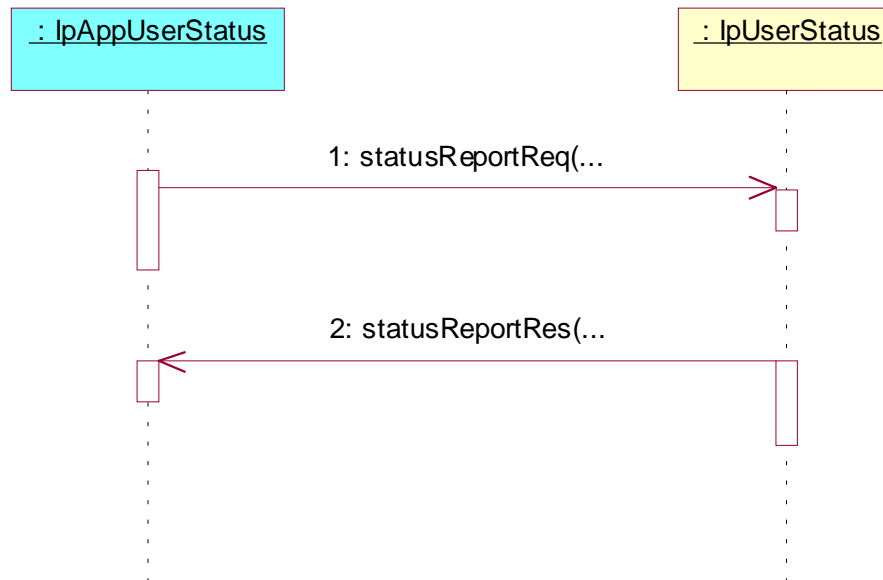 : IpAppUserStatus
: IpUserStatus
1: statusReportReq(...
2: statusReportRes(...